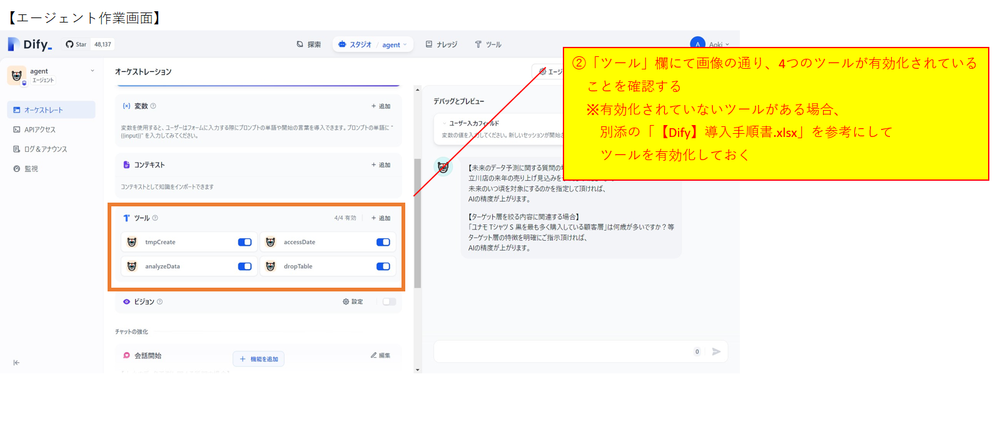 【エージェント作業画面】
Dify_
Star 48,137
探索
スタジオ / agent
ナレッジ
ツール
A Aoki
agent
エージェント
オーケストレート
APIアクセス
ログ＆アナウンス
監視
オーケストレーション
エージ
変数
+ 追加
変数を使用すると、ユーザーはフォームに入力する際にプロンプトの単語や開始の言葉を導入できます。プロンプトの単語に "
{{input}}" を入力してみてください。
コンテキスト
+ 追加
コンテキストとして知識をインポートできます
ツール
4/4 有効
+ 追加
tmpCreate
accessDate
analyzeData
dropTable
ビジョン
設定
チャットの強化
会話開始
+ 機能を追加
編集
デバッグとプレビュー
ユーザー入力フィールド
変数の値を入力してください。新しいセッションが開始さ
【未来のデータ予測に関する質問の
立川店の来年の売り上げ見込みを
未来のいつ頃を対象にするのかを指定して頂ければ、
AIの精度が上がります。
【ターゲット層を絞る内容に関連する場合】
「ユナモ Tシャツ S 黒を最も多く購入している顧客層」は何歳が多いですか？等
ターゲット層の特徴を明確にご指示頂ければ、
AIの精度が上がります。
0
②「ツール」欄にて画像の通り、4つのツールが有効化されている
ことを確認する
※有効化されていないツールがある場合、
別添の「【Dify】導入手順書.xlsx」を参考にして
ツールを有効化しておく